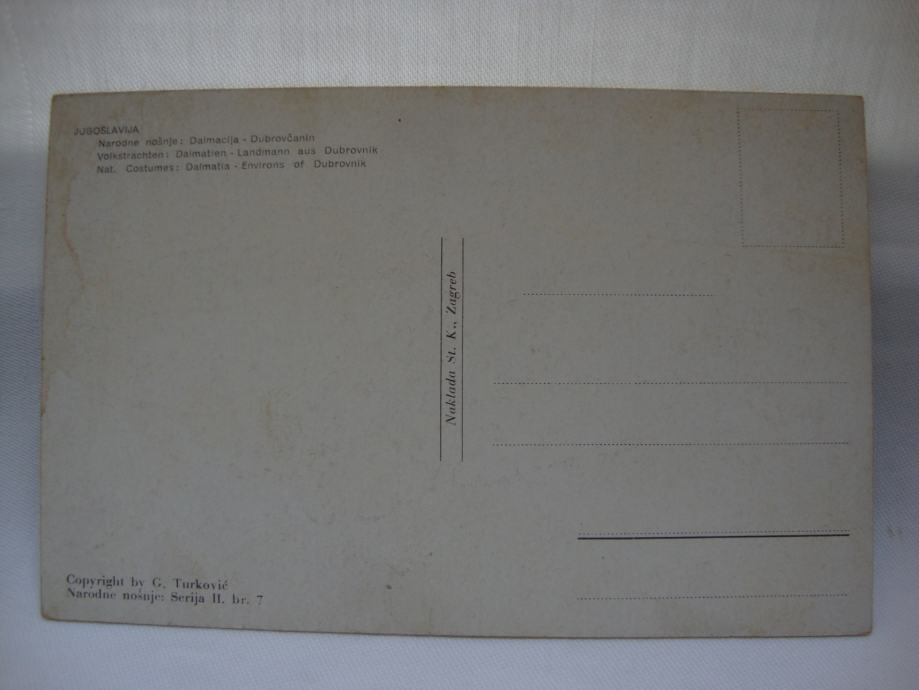 JUGOSLAVIJA
Narodne nošnje: Dalmacija - Dubrovčanin
Volkstrachten: Dalmatien - Landmann aus Dubrovnik
Nat. Costumes: Dalmatia - Environs of Dubrovnik
Naklada St. K., Zagreb
Copyright by G. Turković
Narodne nošnje: Serija II. br. 7